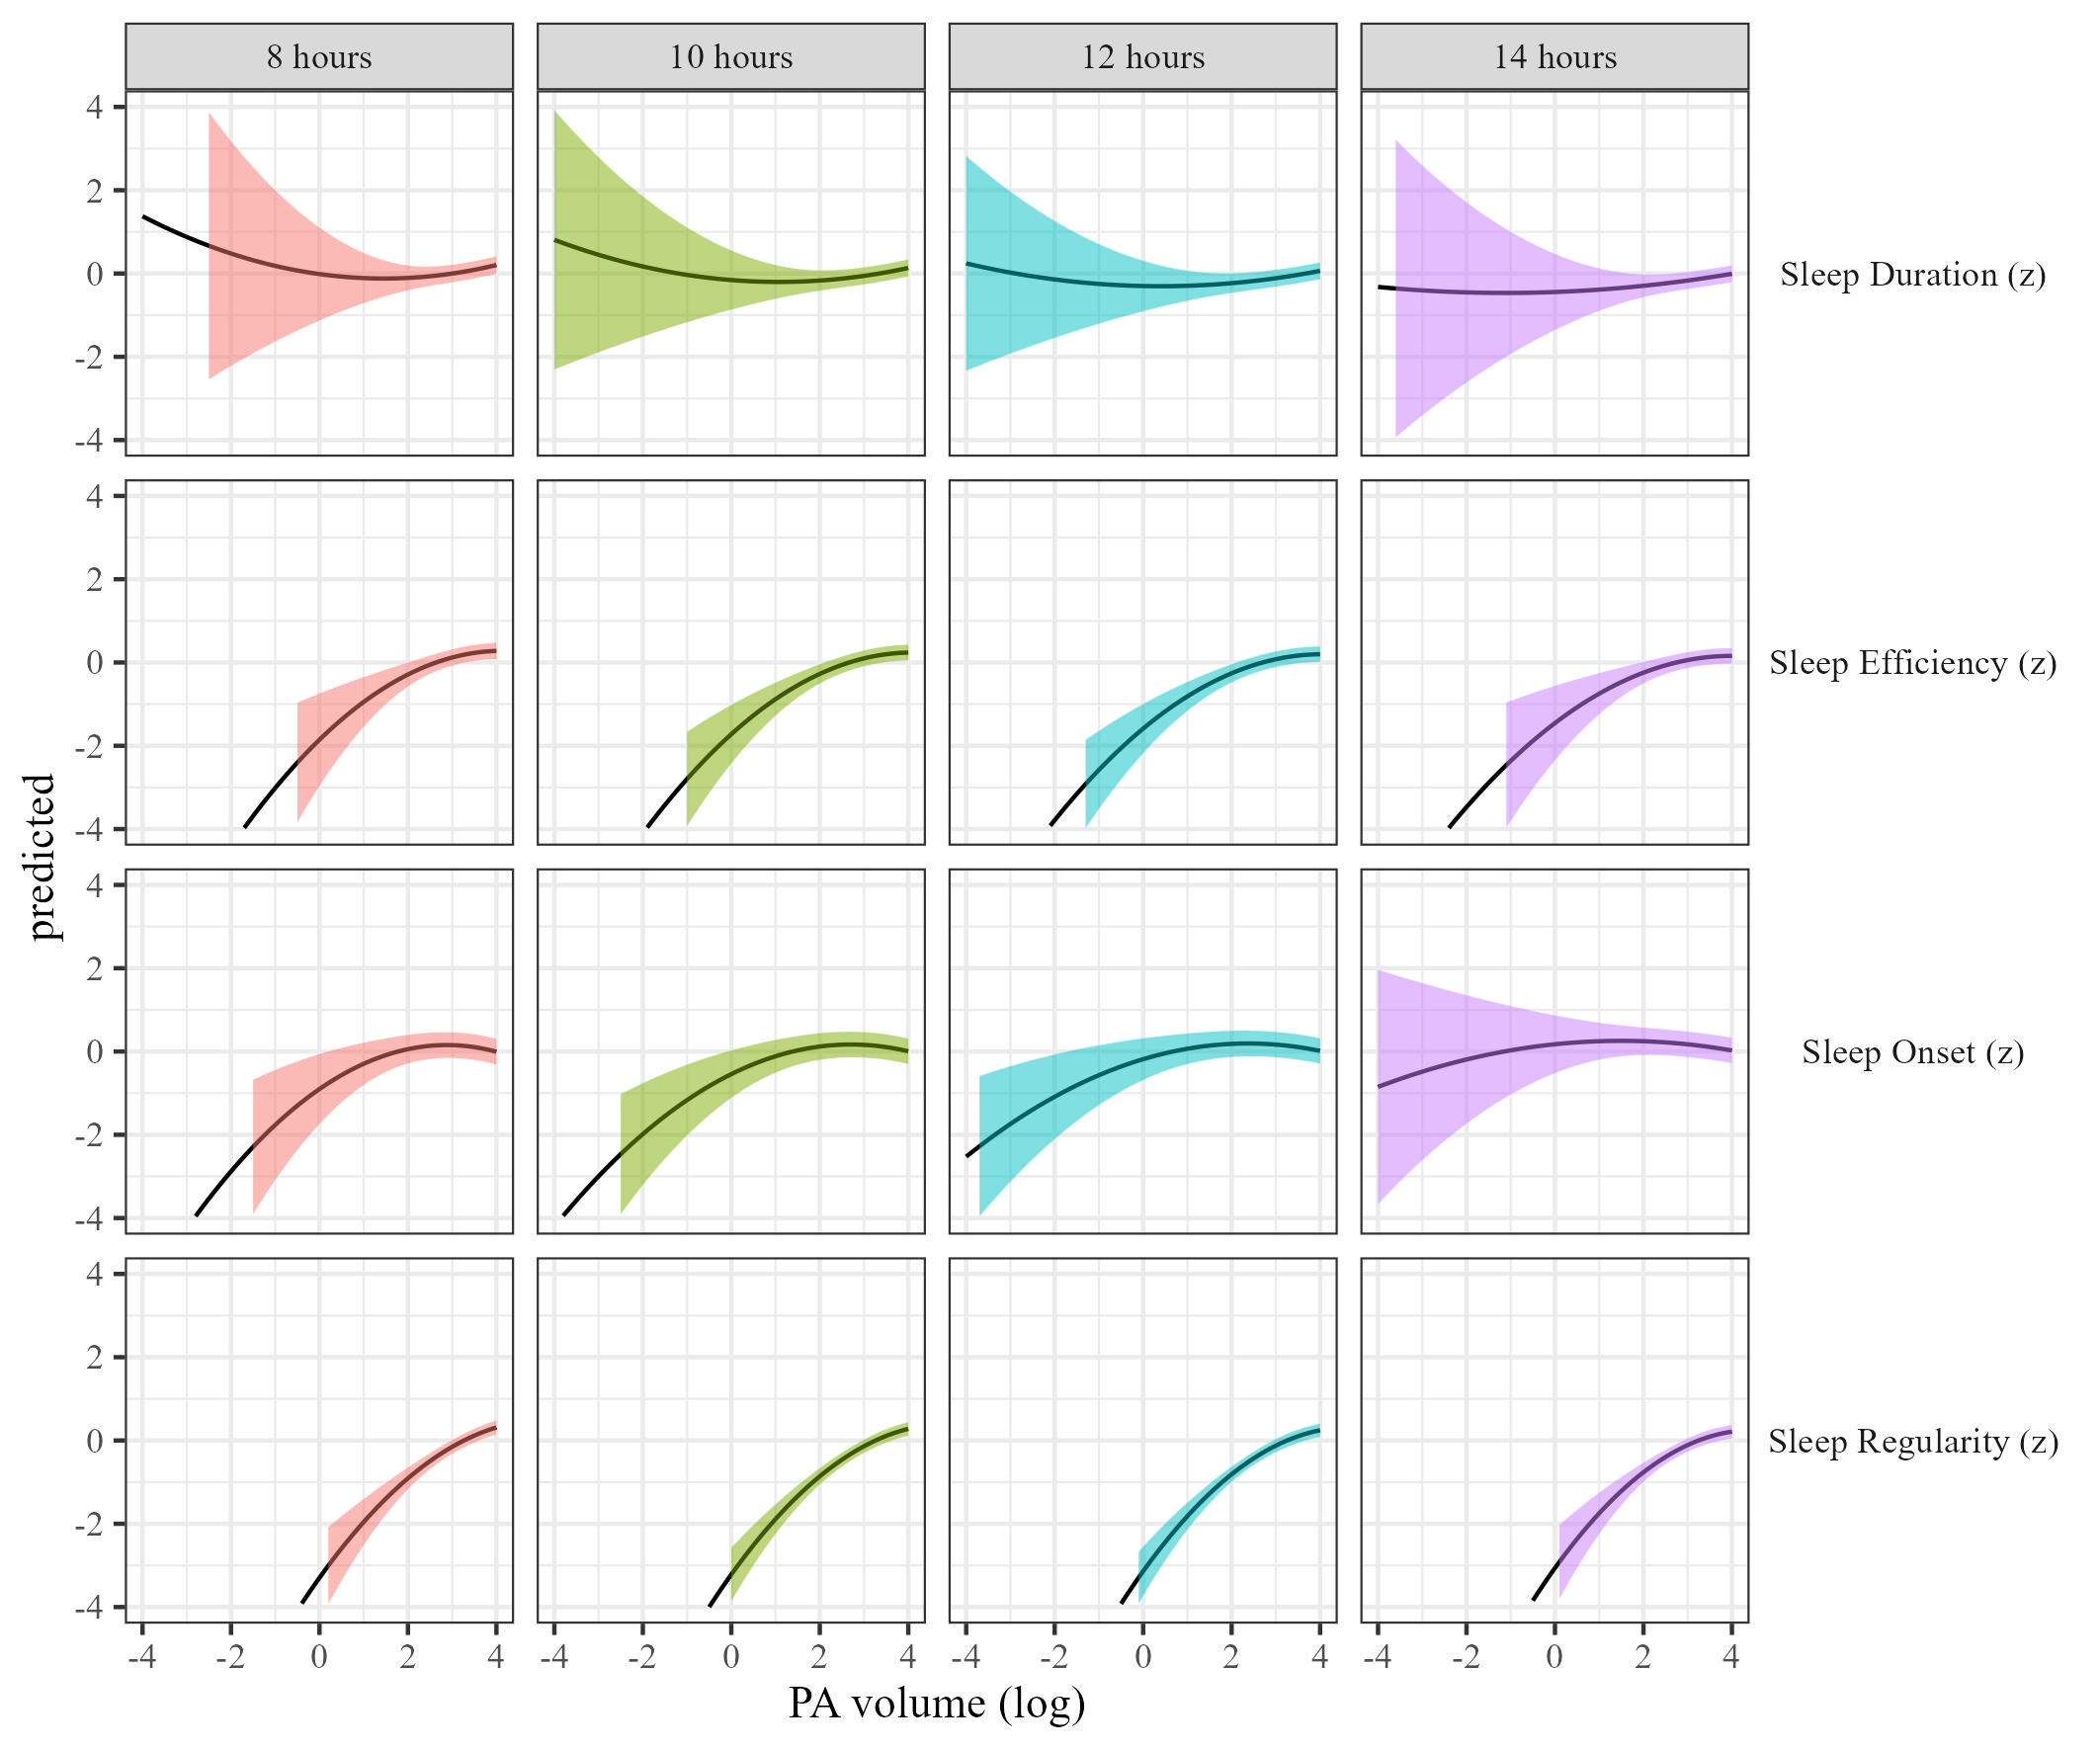 8 hours 10 hours 12 hours 14 hours
4
2
0
-2
-4
Sleep Duration (z)
4
2
0
-2
-4
Sleep Efficiency (z)
predicted
4
2
0
-2
-4
Sleep Onset (z)
4
2
0
-2
-4
Sleep Regularity (z)
-4 -2 0 2 4 -4 -2 0 2 4 -4 -2 0 2 4 -4 -2 0 2 4
PA volume (log)